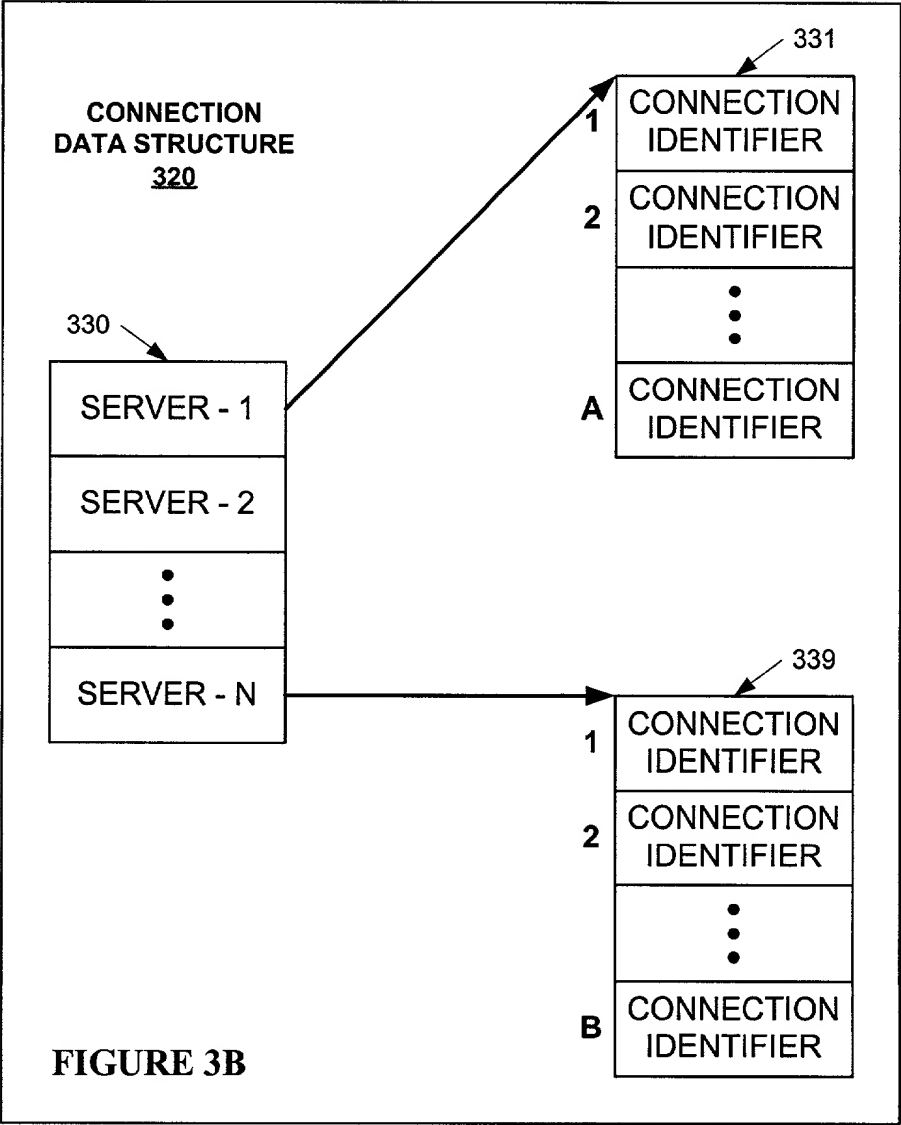 CONNECTION
DATA STRUCTURE
320
330
SERVER - 1
SERVER - 2
SERVER - N
331
1
CONNECTION
IDENTIFIER
2
CONNECTION
IDENTIFIER
A
CONNECTION
IDENTIFIER
339
1
CONNECTION
IDENTIFIER
2
CONNECTION
IDENTIFIER
B
CONNECTION
IDENTIFIER
FIGURE 3B